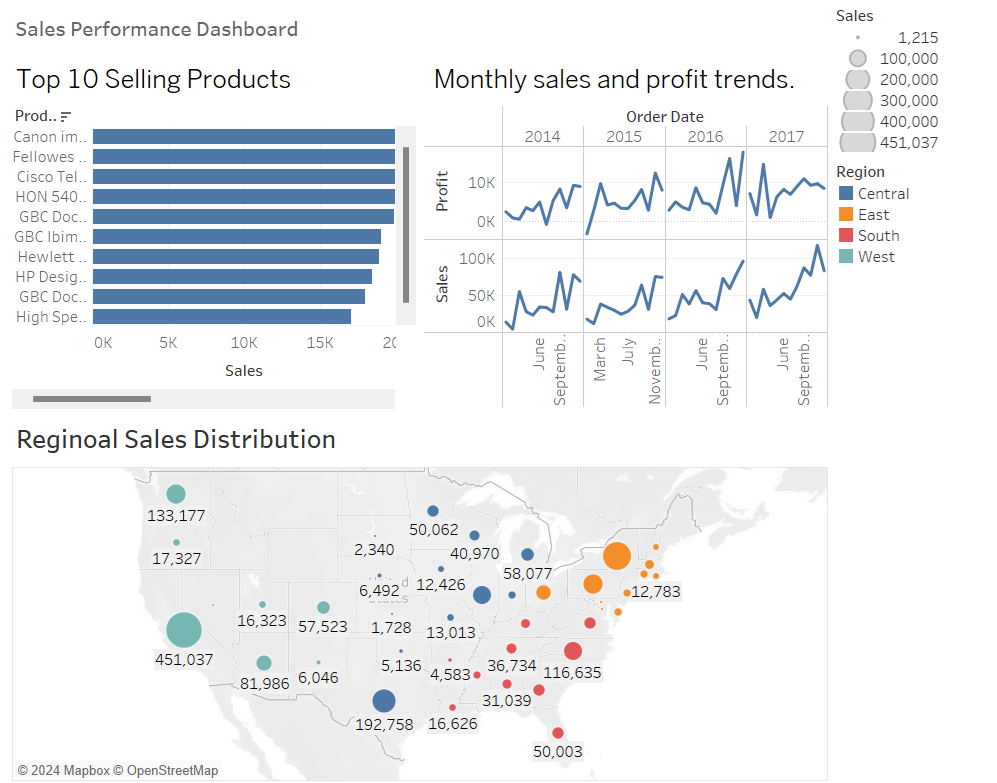 Sales Performance Dashboard
Top 10 Selling Products
Prod..
Canon im..
Fellowes ..
Cisco Tel..
HON 540..
GBC Doc..
GBC Ibim..
Hewlett ..
HP Desig..
GBC Doc..
High Spe..
0K 5K 10K 15K 20
Sales
Monthly sales and profit trends.
Order Date
2014 2015 2016 2017
Profit
10K
0K
Sales
100K
50K
0K
June
Septemb..
March
July
Novemb..
June
Septemb..
June
Septemb..
Sales
1,215
100,000
200,000
300,000
400,000
451,037
Region
Central
East
South
West
Reginoal Sales Distribution
133,177
17,327
451,037
16,323
57,523
81,986
6,046
2,340
6,492
1,728
5,136
192,758
50,062
40,970
12,426
58,077
13,013
4,583
16,626
36,734
31,039
116,635
50,003
12,783
© 2024 Mapbox © OpenStreetMap